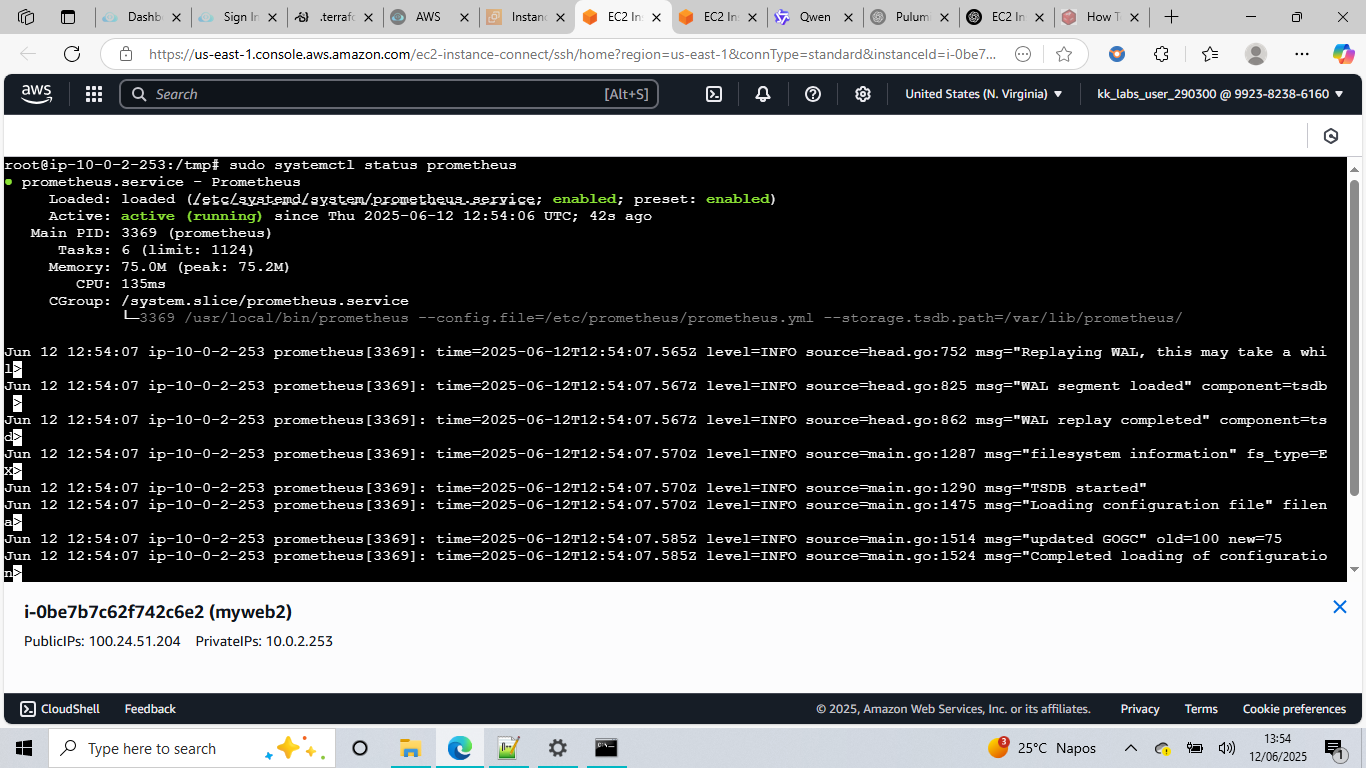 Dashb
Sign In
.terrafo
AWS
Instanc
EC2 Ins
EC2 Ins
Qwen
Pulum
EC2 In
How T
https://us-east-1.console.aws.amazon.com/ec2-instance-connect/ssh/home?region=us-east-1&connType=standard&instanceId=i-0be7...
aws
Search [Alt+S]
United States (N. Virginia)
kk_labs_user_290300 @ 9923-8238-6160
root@ip-10-0-2-253:/tmp# sudo systemctl status prometheus
● prometheus.service - Prometheus
Loaded: loaded (/etc/systemd/system/prometheus.service; enabled; preset: enabled)
Active: active (running) since Thu 2025-06-12 12:54:06 UTC; 42s ago
Main PID: 3369 (prometheus)
Tasks: 6 (limit: 1124)
Memory: 75.0M (peak: 75.2M)
CPU: 135ms
CGroup: /system.slice/prometheus.service
└─3369 /usr/local/bin/prometheus --config.file=/etc/prometheus/prometheus.yml --storage.tsdb.path=/var/lib/prometheus/
Jun 12 12:54:07 ip-10-0-2-253 prometheus[3369]: time=2025-06-12T12:54:07.565Z level=INFO source=head.go:752 msg="Replaying WAL, this may take a whi
l>
Jun 12 12:54:07 ip-10-0-2-253 prometheus[3369]: time=2025-06-12T12:54:07.567Z level=INFO source=head.go:825 msg="WAL segment loaded" component=tsdb
>
Jun 12 12:54:07 ip-10-0-2-253 prometheus[3369]: time=2025-06-12T12:54:07.567Z level=INFO source=head.go:862 msg="WAL replay completed" component=ts
d>
Jun 12 12:54:07 ip-10-0-2-253 prometheus[3369]: time=2025-06-12T12:54:07.570Z level=INFO source=main.go:1287 msg="filesystem information" fs_type=E
X>
Jun 12 12:54:07 ip-10-0-2-253 prometheus[3369]: time=2025-06-12T12:54:07.570Z level=INFO source=main.go:1290 msg="TSDB started"
Jun 12 12:54:07 ip-10-0-2-253 prometheus[3369]: time=2025-06-12T12:54:07.570Z level=INFO source=main.go:1475 msg="Loading configuration file" filen
a>
Jun 12 12:54:07 ip-10-0-2-253 prometheus[3369]: time=2025-06-12T12:54:07.585Z level=INFO source=main.go:1514 msg="updated GOGC" old=100 new=75
Jun 12 12:54:07 ip-10-0-2-253 prometheus[3369]: time=2025-06-12T12:54:07.585Z level=INFO source=main.go:1524 msg="Completed loading of configuratio
n>
i-0be7b7c62f742c6e2 (myweb2)
PublicIPs: 100.24.51.204 PrivateIPs: 10.0.2.253
CloudShell Feedback © 2025, Amazon Web Services, Inc. or its affiliates. Privacy Terms Cookie preferences
Type here to search
3
25°C Napos
13:54
12/06/2025
1